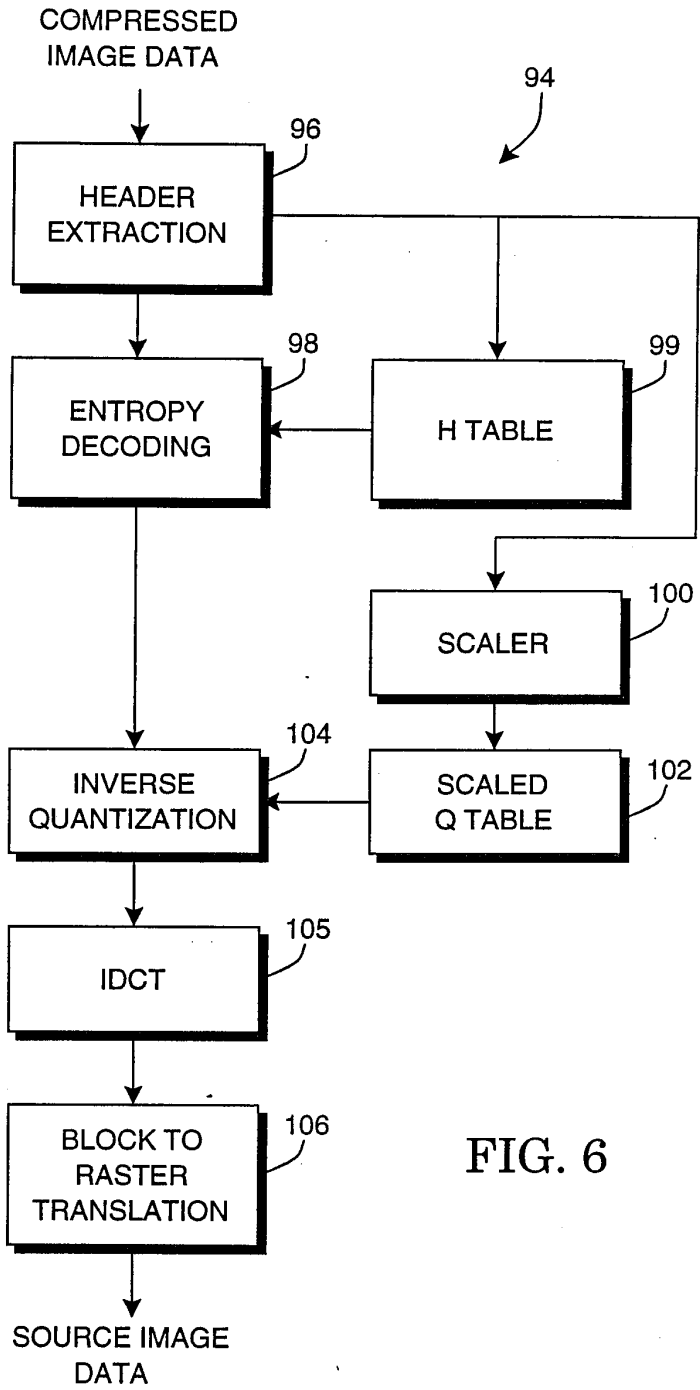 COMPRESSED
IMAGE DATA
94
96
HEADER
EXTRACTION
98
ENTROPY
DECODING
99
H TABLE
100
SCALER
104
INVERSE
QUANTIZATION
102
SCALED
Q TABLE
105
IDCT
106
BLOCK TO
RASTER
TRANSLATION
FIG. 6
SOURCE IMAGE
DATA